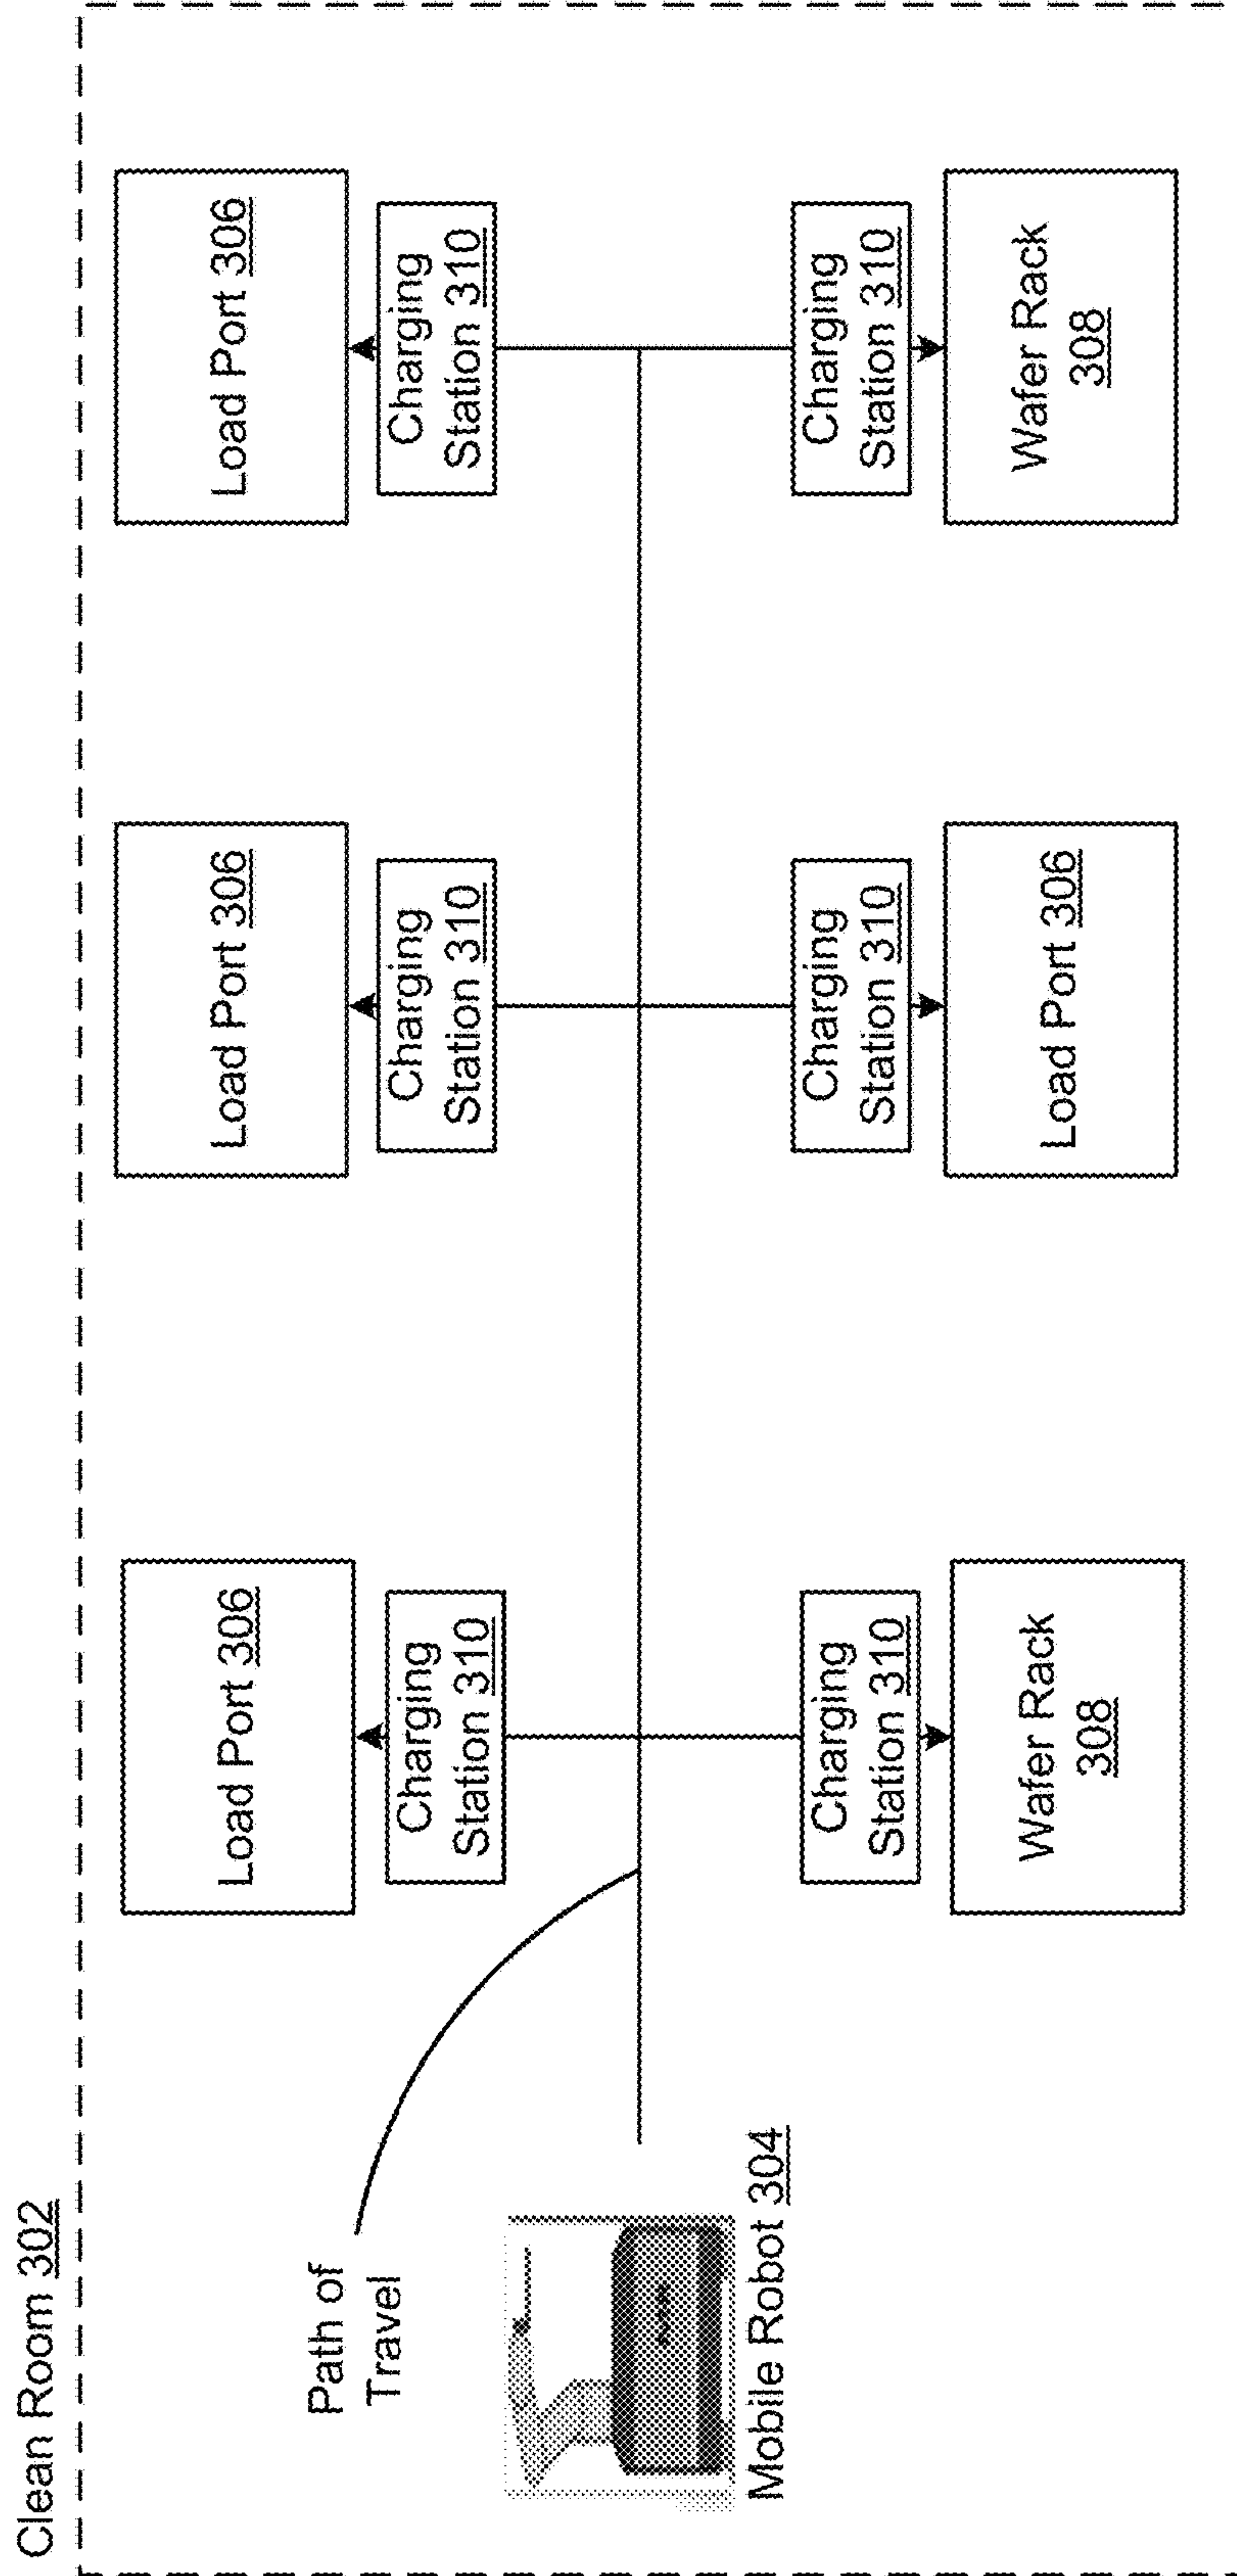 Clean Room 302
Load Port 306
Load Port 306
Load Port 306
Charging
Station 310
Charging
Station 310
Charging
Station 310
Path of
Travel
Mobile Robot 304
Charging
Station 310
Charging
Station 310
Charging
Station 310
Wafer Rack
308
Load Port 306
Wafer Rack
308